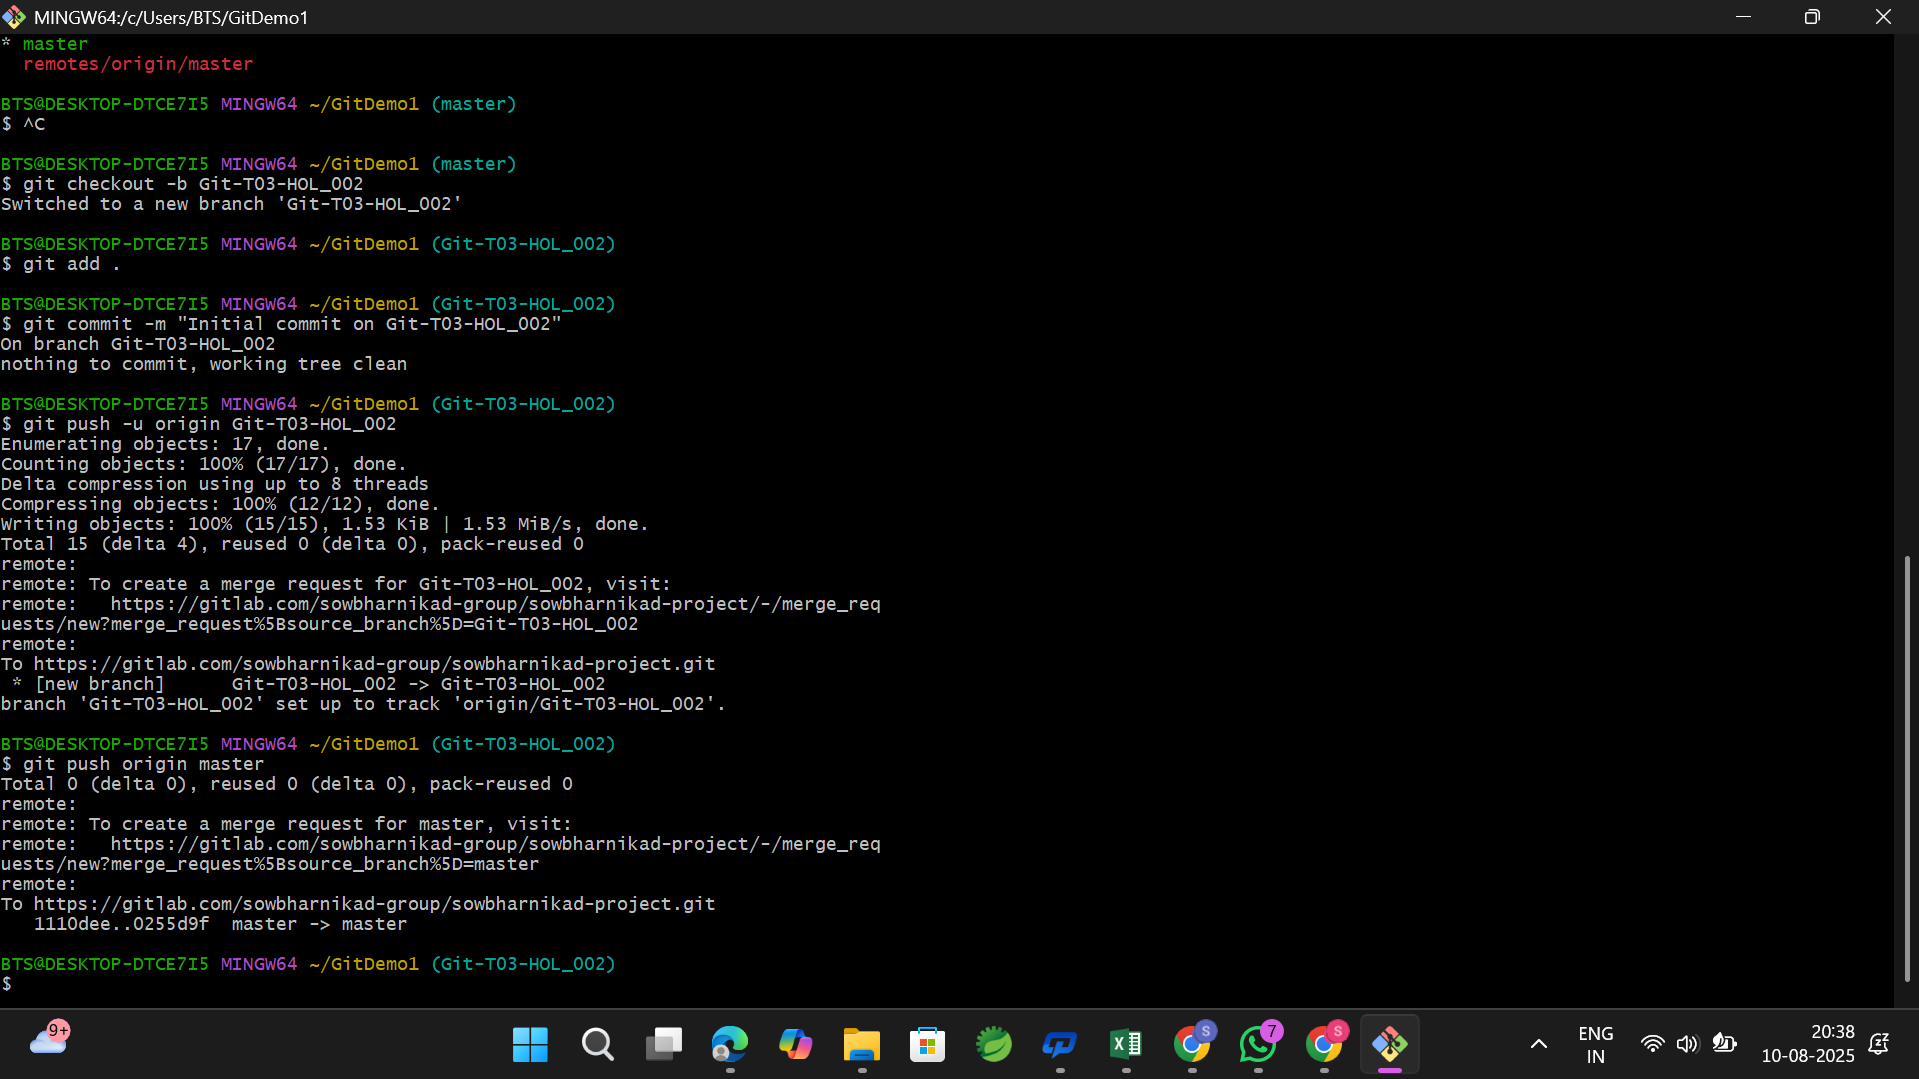 MINGW64:/c/Users/BTS/GitDemo1
* master
  remotes/origin/master
BTS@DESKTOP-DTCE7I5 MINGW64 ~/GitDemo1 (master)
$ ^C
BTS@DESKTOP-DTCE7I5 MINGW64 ~/GitDemo1 (master)
$ git checkout -b Git-T03-HOL_002
Switched to a new branch 'Git-T03-HOL_002'
BTS@DESKTOP-DTCE7I5 MINGW64 ~/GitDemo1 (Git-T03-HOL_002)
$ git add .
BTS@DESKTOP-DTCE7I5 MINGW64 ~/GitDemo1 (Git-T03-HOL_002)
$ git commit -m "Initial commit on Git-T03-HOL_002"
On branch Git-T03-HOL_002
nothing to commit, working tree clean
BTS@DESKTOP-DTCE7I5 MINGW64 ~/GitDemo1 (Git-T03-HOL_002)
$ git push -u origin Git-T03-HOL_002
Enumerating objects: 17, done.
Counting objects: 100% (17/17), done.
Delta compression using up to 8 threads
Compressing objects: 100% (12/12), done.
Writing objects: 100% (15/15), 1.53 KiB | 1.53 MiB/s, done.
Total 15 (delta 4), reused 0 (delta 0), pack-reused 0
remote:
remote: To create a merge request for Git-T03-HOL_002, visit:
remote:   https://gitlab.com/sowbharnikad-group/sowbharnikad-project/-/merge_req
uests/new?merge_request%5Bsource_branch%5D=Git-T03-HOL_002
remote:
To https://gitlab.com/sowbharnikad-group/sowbharnikad-project.git
 * [new branch]      Git-T03-HOL_002 -> Git-T03-HOL_002
branch 'Git-T03-HOL_002' set up to track 'origin/Git-T03-HOL_002'.
BTS@DESKTOP-DTCE7I5 MINGW64 ~/GitDemo1 (Git-T03-HOL_002)
$ git push origin master
Total 0 (delta 0), reused 0 (delta 0), pack-reused 0
remote:
remote: To create a merge request for master, visit:
remote:   https://gitlab.com/sowbharnikad-group/sowbharnikad-project/-/merge_req
uests/new?merge_request%5Bsource_branch%5D=master
remote:
To https://gitlab.com/sowbharnikad-group/sowbharnikad-project.git
   1110dee..0255d9f  master -> master
BTS@DESKTOP-DTCE7I5 MINGW64 ~/GitDemo1 (Git-T03-HOL_002)
$
9+
S
7
S
ENG
IN
20:38
10-08-2025